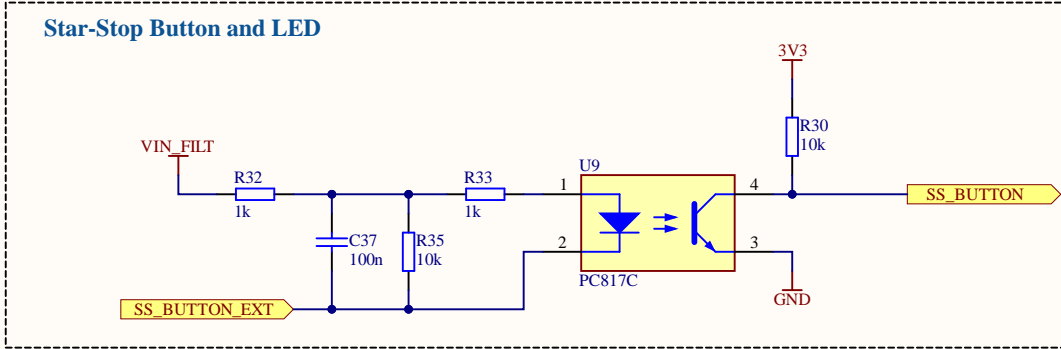 Star-Stop Button and LED
3V3
R30
10k
VIN_FILT
R32
1k
R33
1k
U9
1
4
SS_BUTTON
C37
100n
R35
10k
2
3
PC817C
GND
SS_BUTTON_EXT